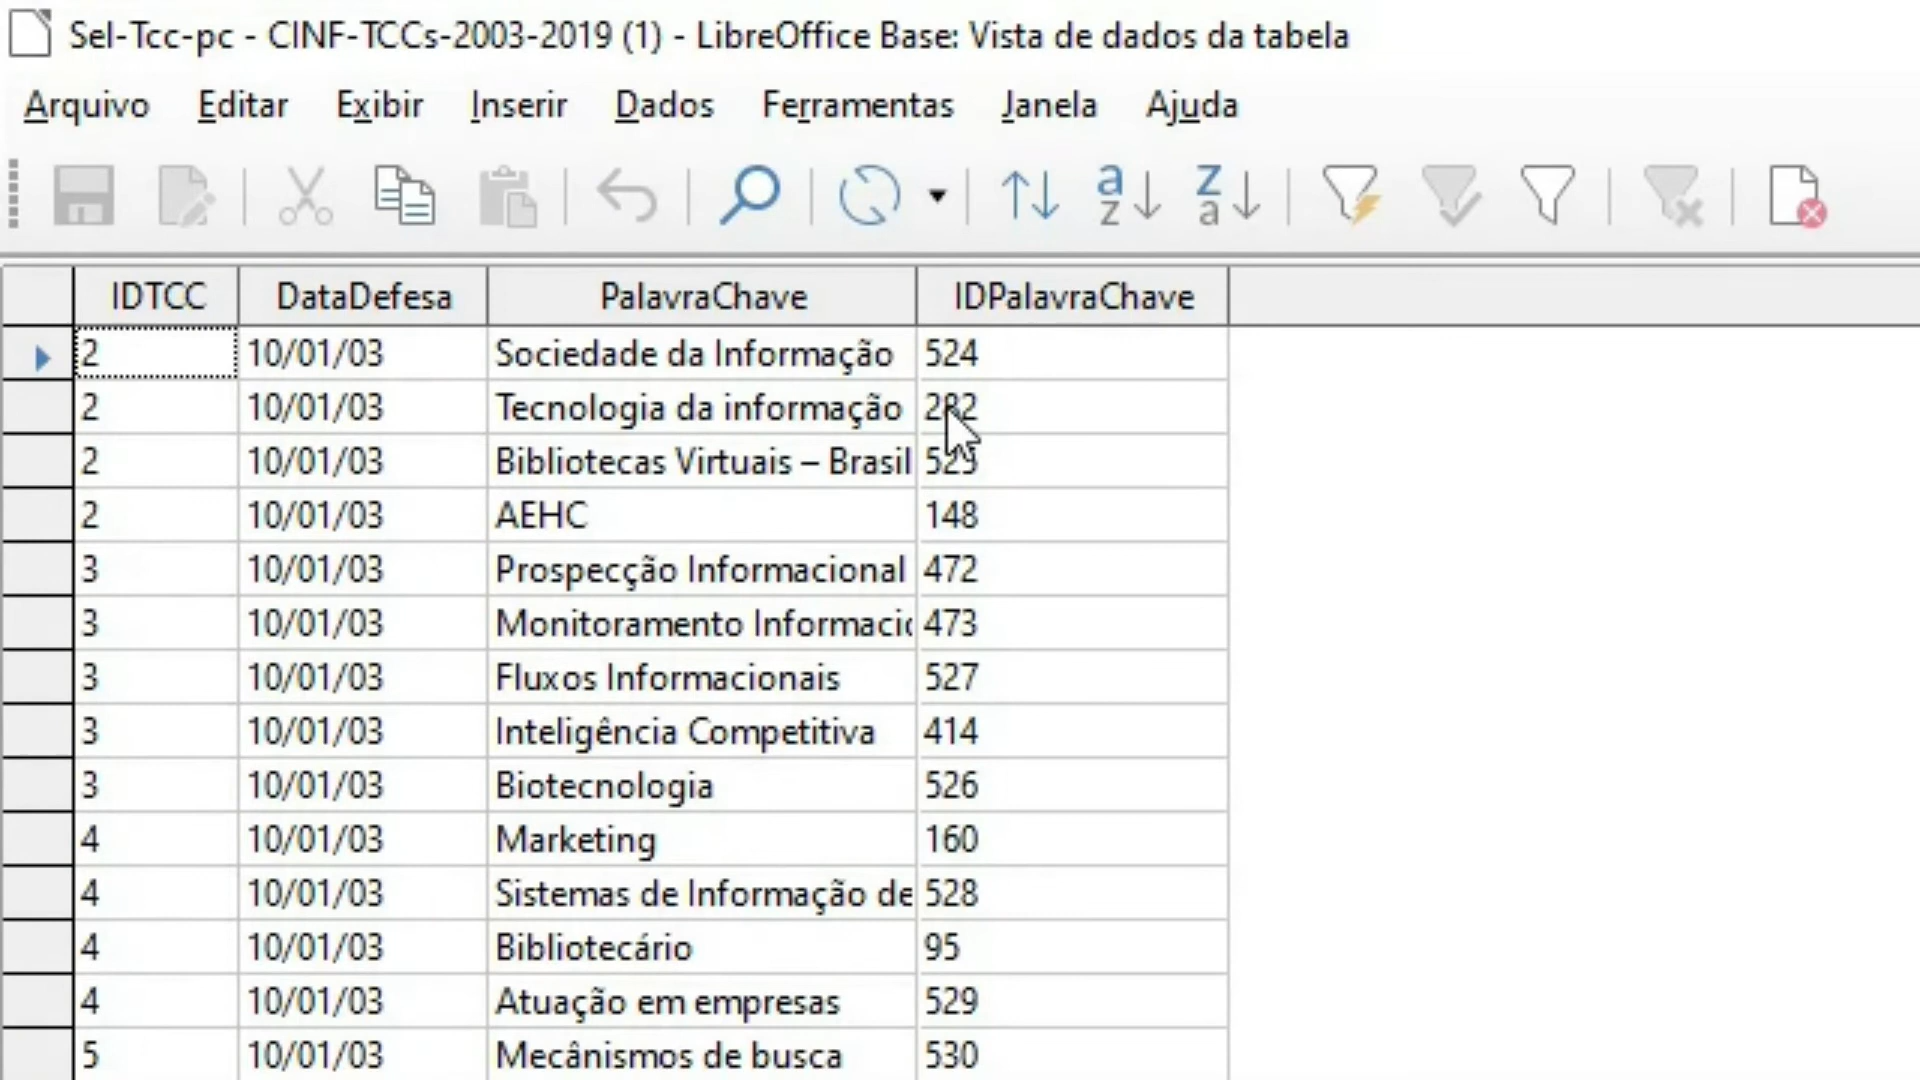 Sel-Tcc-pc - CINF-TCCs-2003-2019 (1) - LibreOffice Base: Vista de dados da tabela
Arquivo Editar Exibir Inserir Dados Ferramentas Janela Ajuda
IDTCC DataDefesa PalavraChave IDPalavraChave
2 10/01/03 Sociedade da Informação 524
2 10/01/03 Tecnologia da informação
2 10/01/03 Bibliotecas Virtuais – Brasil
2 10/01/03 AEHC 148
3 10/01/03 Prospecção Informacional 472
3 10/01/03 Monitoramento Informaci 473
3 10/01/03 Fluxos Informacionais 527
3 10/01/03 Inteligência Competitiva 414
3 10/01/03 Biotecnologia 526
4 10/01/03 Marketing 160
4 10/01/03 Sistemas de Informação de 528
4 10/01/03 Bibliotecário 95
4 10/01/03 Atuação em empresas 529
5 10/01/03 Mecânismos de busca 530